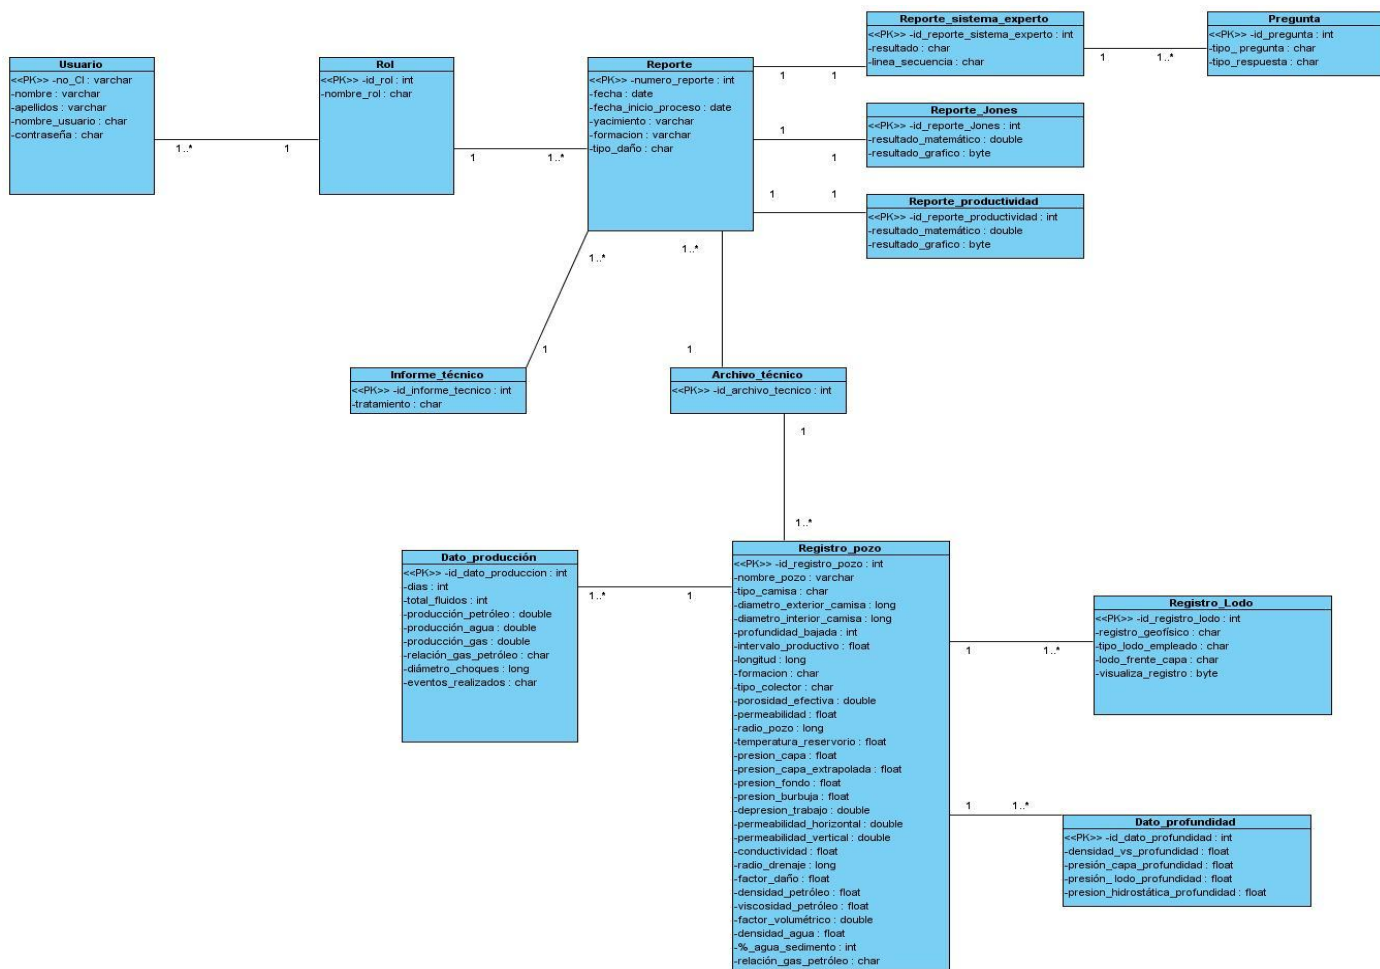 Usuario
<<PK>> -no_CI : varchar
-nombre : varchar
-apellidos : varchar
-nombre_usuario : char
-contraseña : char
1..*
1
Rol
<<PK>> -id_rol : int
-nombre_rol : char
1
1..*
Reporte
<<PK>> -numero_reporte : int
-fecha : date
-fecha_inicio_proceso : date
-yacimiento : varchar
-formacion : varchar
-tipo_daño : char
1
1
1
1
1
1
Reporte_sistema_experto
<<PK>> -id_reporte_sistema_experto : int
-resultado : char
-linea_secuencia : char
1
1..*
Pregunta
<<PK>> -id_pregunta : int
-tipo_ pregunta : char
-tipo_respuesta : char
Reporte_Jones
<<PK>> -id_reporte_Jones : int
-resultado_matemático : double
-resultado_grafico : byte
Reporte_productividad
<<PK>> -id_reporte_productividad : int
-resultado_matemático : double
-resultado_grafico : byte
1..*
1
1..*
1
Informe_técnico
<<PK>> -id_informe_tecnico : int
-tratamiento : char
Archivo_técnico
<<PK>> -id_archivo_tecnico : int
1
1..*
Dato_producción
<<PK>> -id_dato_produccion : int
-dias : int
-total_fluidos : int
-producción_petróleo : double
-producción_agua : double
-producción_gas : double
-relación_gas_petróleo : char
-diámetro_choques : long
-eventos_realizados : char
1..*
1
Registro_pozo
<<PK>> -id_registro_pozo : int
-nombre_pozo : varchar
-tipo_camisa : char
-diametro_exterior_camisa : long
-diametro_interior_camisa : long
-profundidad_bajada : int
-intervalo_productivo : float
-longitud : long
-formacion : char
-tipo_colector : char
-porosidad_efectiva : double
-permeabilidad : float
-radio_pozo : long
-temperatura_reservorio : float
-presion_capa : float
-presion_capa_extrapolada : float
-presion_fondo : float
-presion_burbuja : float
-depresion_trabajo : double
-permeabilidad_horizontal : double
-permeabilidad_vertical : double
-conductividad : float
-radio_drenaje : long
-factor_daño : float
-densidad_petróleo : float
-viscosidad_petróleo : float
-factor_volumétrico : double
-densidad_agua : float
-%_agua_sedimento : int
-relación_gas_petróleo : char
1
1..*
Registro_Lodo
<<PK>> -id_registro_lodo : int
-registro_geofísico : char
-tipo_lodo_empleado : char
-lodo_frente_capa : char
-visualiza_registro : byte
1
1..*
Dato_profundidad
<<PK>> -id_dato_profundidad : int
-densidad_vs_profundidad : float
-presión_capa_profundidad : float
-presión_ lodo_profundidad : float
-presion_hidrostática_profundidad : float